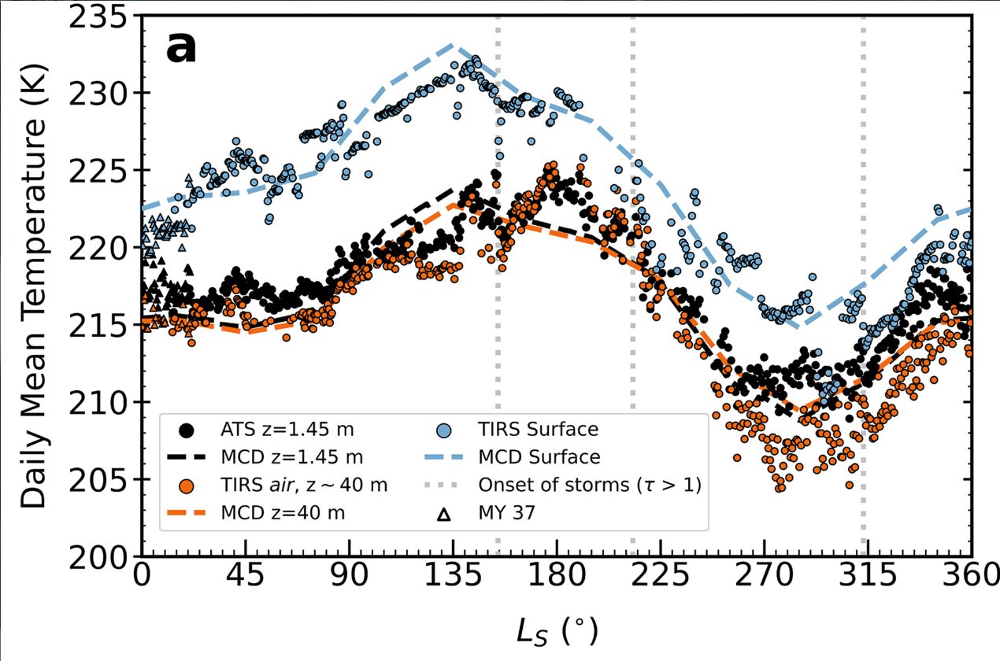 a
Daily Mean Temperature (K)
235
230
225
220
215
210
205
200
ATS z=1.45 m
MCD z=1.45 m
TIRS air, z ~ 40 m
MCD z=40 m
TIRS Surface
MCD Surface
Onset of storms (τ > 1)
MY 37
0 45 90 135 180 225 270 315 360
L_S (°)